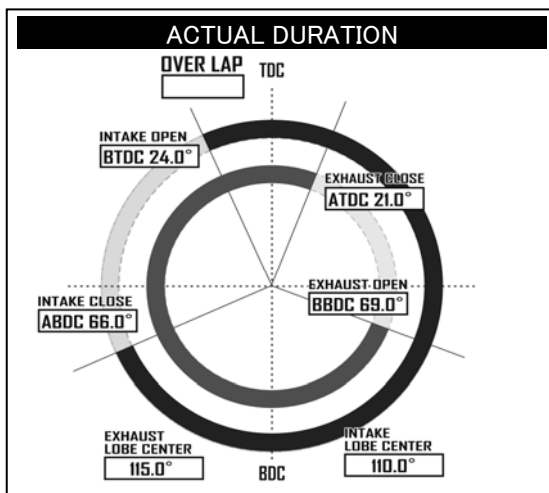 ACTUAL DURATION
OVER LAP
TDC
INTAKE OPEN
BTDC 24.0°
EXHAUST CLOSE
ATDC 21.0°
INTAKE CLOSE
ABDC 66.0°
EXHAUST OPEN
BBDC 69.0°
EXHAUST
LOBE CENTER
115.0°
BDC
INTAKE
LOBE CENTER
110.0°